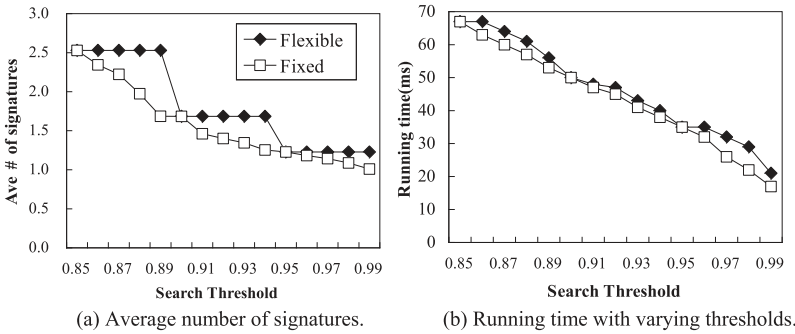 3.0
2.5
2.0
1.5
1.0
0.5
0.0
Ave # of signatures
Flexible
Fixed
0.85 0.87 0.89 0.91 0.93 0.95 0.97 0.99
Search Threshold
(a) Average number of signatures.
70
60
50
40
30
20
10
0
Running time(ms)
0.85 0.87 0.89 0.91 0.93 0.95 0.97 0.99
Search Threshold
(b) Running time with varying thresholds.